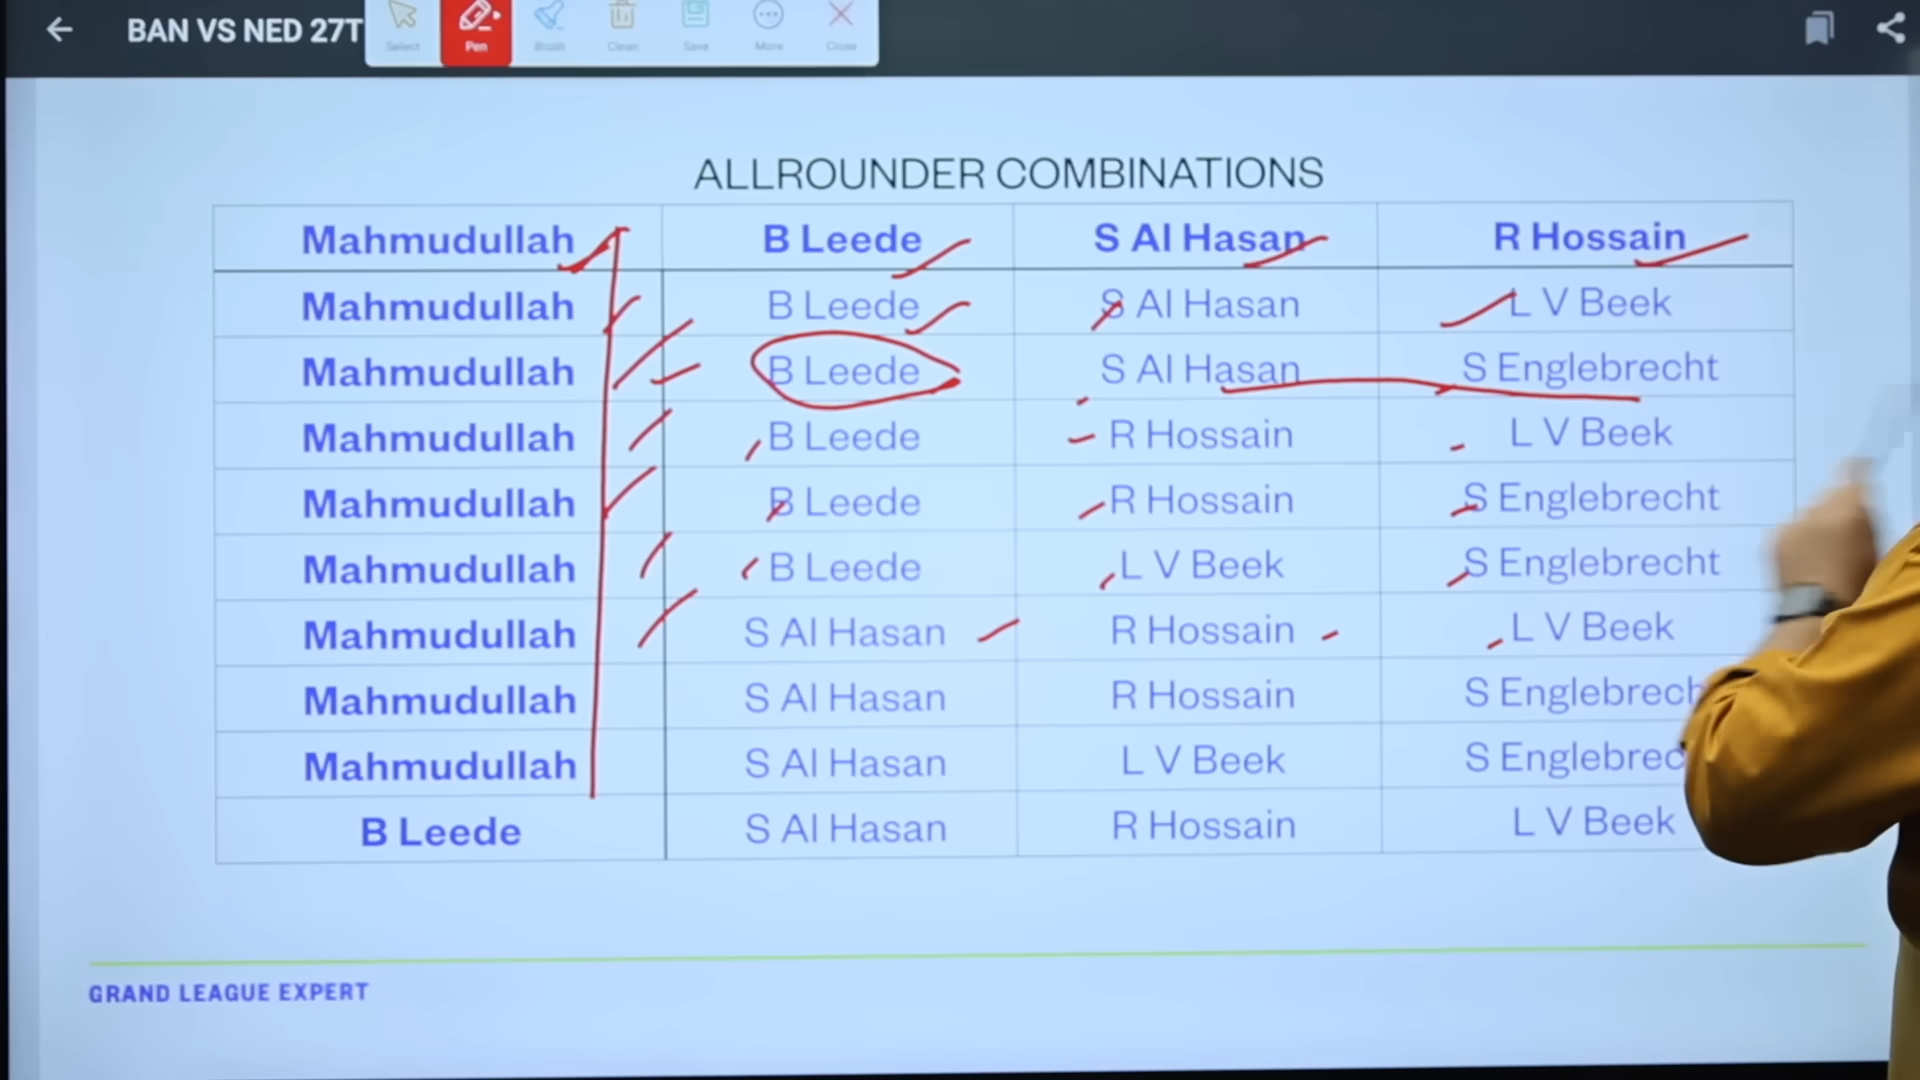 BAN VS NED 27T
Select Pen Brush Clean Save More Close
ALLROUNDER COMBINATIONS
Mahmudullah B Leede S Al Hasan R Hossain
Mahmudullah B Leede S Al Hasan L V Beek
Mahmudullah B Leede S Al Hasan S Englebrecht
Mahmudullah B Leede R Hossain L V Beek
Mahmudullah B Leede R Hossain S Englebrecht
Mahmudullah B Leede L V Beek S Englebrecht
Mahmudullah S Al Hasan R Hossain L V Beek
Mahmudullah S Al Hasan R Hossain S Englebrech
Mahmudullah S Al Hasan L V Beek S Englebrec
B Leede S Al Hasan R Hossain L V Beek
GRAND LEAGUE EXPERT